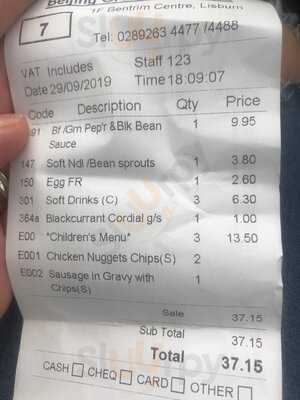 Beijing
1F Bentrim Centre, Lisburn
7
Tel: 0289263 4477 /4488
VAT Includes Staff 123
Date 29/09/2019 Time 18:09:07
Code Description Qty Price
91 Bf /Gm Pep'r &Blk Bean 1 9.95
Sauce
147 Soft Ndl /Bean sprouts 1 3.80
150 Egg FR 1 2.60
301 Soft Drinks (C) 3 6.30
364a Blackcurrant Cordial g/s 1 1.00
E00 *Children's Menu* 3 13.50
E001 Chicken Nuggets Chips(S) 2
E002 Sausage in Gravy with 1
Chips(S)
Sale 37.15
Sub Total 37.15
Total 37.15
CASH CHEQ CARD OTHER